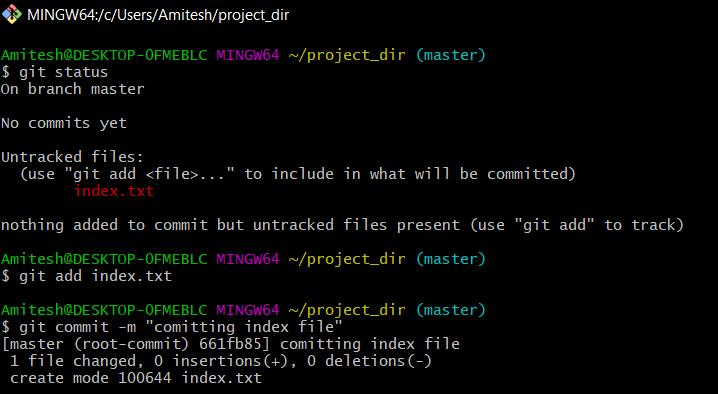 MINGW64:/c/Users/Amitesh/project_dir
Amitesh@DESKTOP-OFMEBLC MINGW64 ~/project_dir (master)
$ git status
On branch master
No commits yet
Untracked files:
(use "git add <file>..." to include in what will be committed)
index.txt
nothing added to commit but untracked files present (use "git add" to track)
Amitesh@DESKTOP-OFMEBLC MINGW64 ~/project_dir (master)
$ git add index.txt
Amitesh@DESKTOP-OFMEBLC MINGW64 ~/project_dir (master)
$ git commit -m "comitting index file"
[master (root-commit) 661fb85] comitting index file
1 file changed, 0 insertions(+), 0 deletions(-)
create mode 100644 index.txt